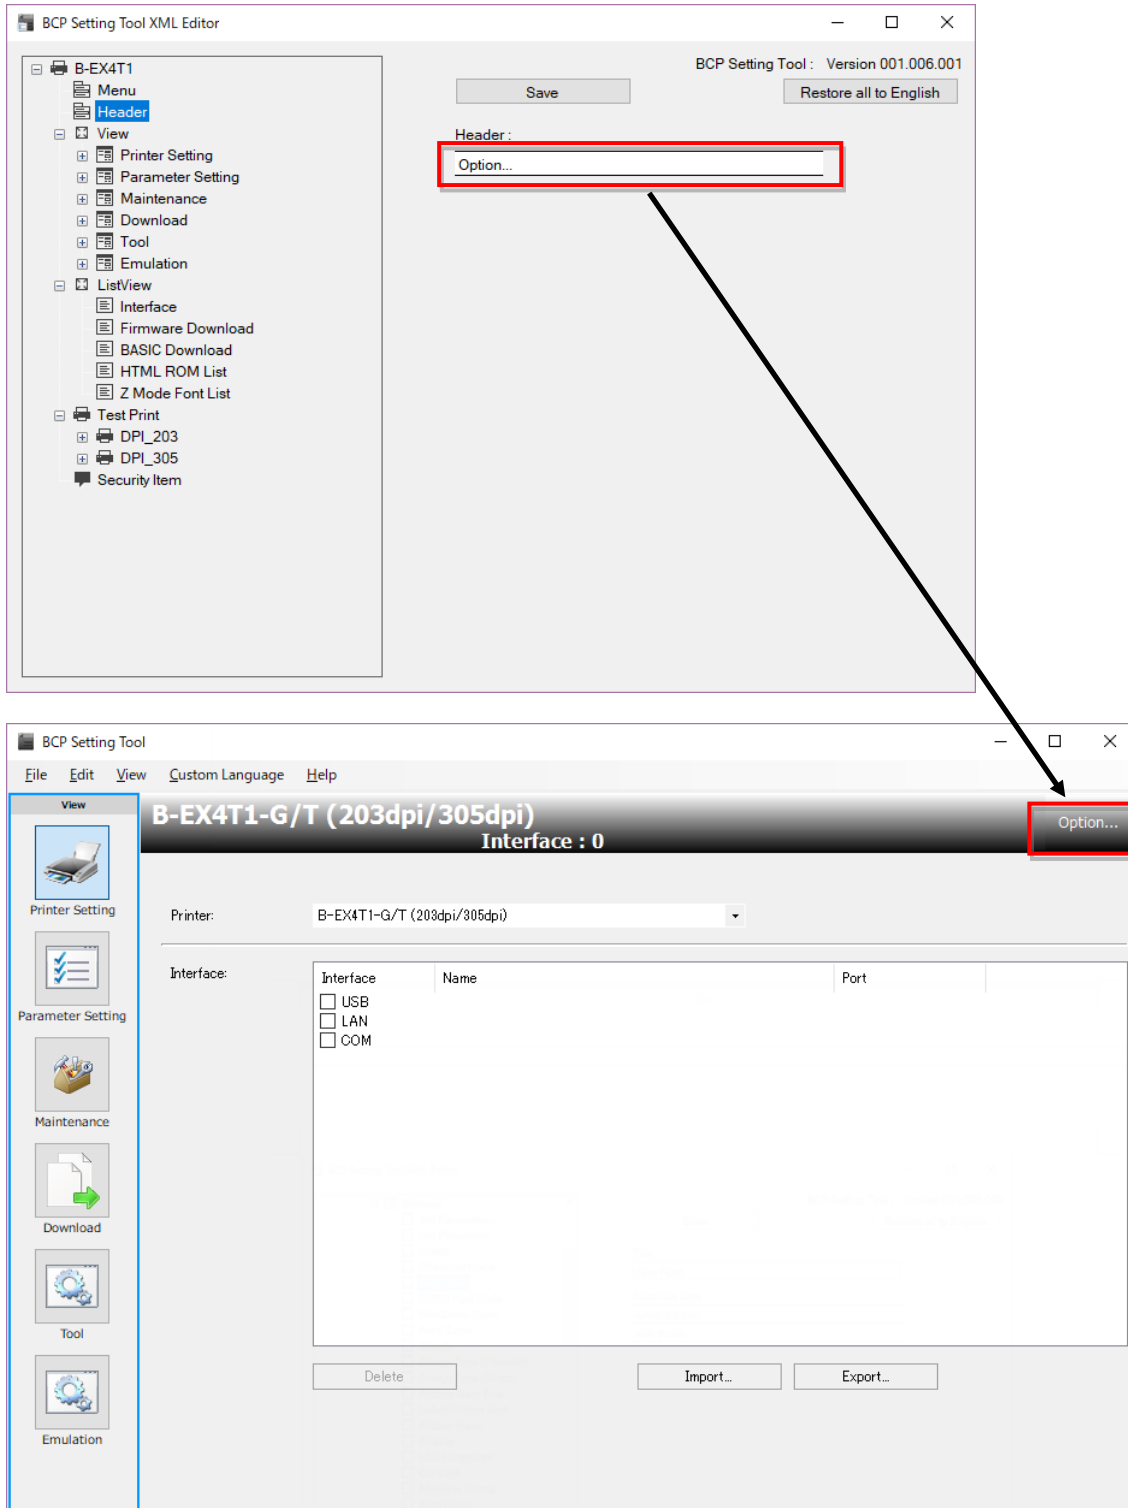 BCP Setting Tool XML Editor
BCP Setting Tool : Version 001.006.001
B-EX4T1
Menu
Header
View
Printer Setting
Parameter Setting
Maintenance
Download
Tool
Emulation
ListView
Interface
Firmware Download
BASIC Download
HTML ROM List
Z Mode Font List
Test Print
DPI_203
DPI_305
Security Item
Save
Restore all to English
Header :
Option...
BCP Setting Tool
File Edit View Custom Language Help
View
Printer Setting
Parameter Setting
Maintenance
Download
Tool
Emulation
B-EX4T1-G/T (203dpi/305dpi)
Interface : 0
Option...
Printer:
B-EX4T1-G/T (203dpi/305dpi)
Interface:
Interface Name Port
USB
LAN
COM
Delete Import... Export...